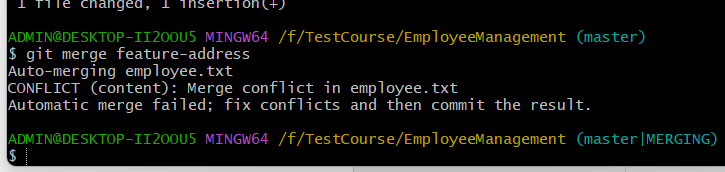 1 file changed, 1 insertion(+)
ADMIN@DESKTOP-II2OOU5 MINGW64 /f/TestCourse/EmployeeManagement (master)
$ git merge feature-address
Auto-merging employee.txt
CONFLICT (content): Merge conflict in employee.txt
Automatic merge failed; fix conflicts and then commit the result.
ADMIN@DESKTOP-II2OOU5 MINGW64 /f/TestCourse/EmployeeManagement (master|MERGING)
$